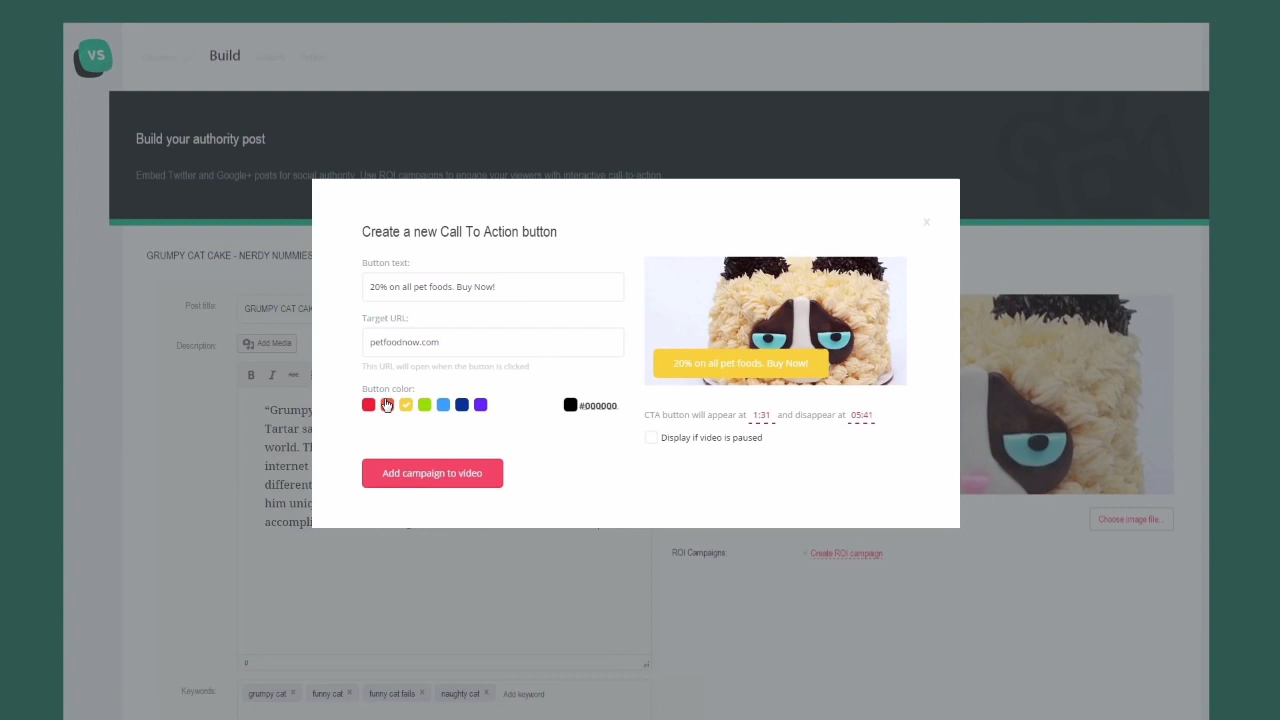 VS
Build
Build your authority post
Embed Twitter and Google+ posts for social authority. Use ROI campaigns to engage your viewers with interactive call to action.
GRUMPY CAT CAKE - NERDY NUMMIES
Post title:
GRUMPY CAT CAK
Description:
Add Media
B I ABC
“Grumpy
Tartar sa
world. Th
internet
different
him uniq
accompli
Create a new Call To Action button
x
Button text:
20% on all pet foods. Buy Now!
Target URL:
petfoodnow.com
This URL will open when the button is clicked
Button color:
#000000
Add campaign to video
20% on all pet foods. Buy Now!
CTA button will appear at 1:31 and disappear at 05:41
Display if video is paused
Choose image file...
ROI Campaigns:
+ Create ROI campaign
p
Keywords:
grumpy cat x funny cat x funny cat fails x naughty cat x Add keyword